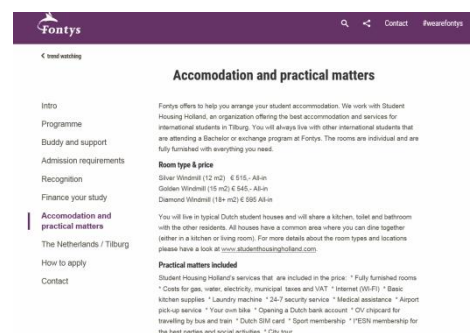 Fontys
Contact
#wearefontys
< trend watching
Accomodation and practical matters
Intro
Programme
Buddy and support
Admission requirements
Recognition
Finance your study
Accomodation and
practical matters
The Netherlands / Tilburg
How to apply
Contact
Fontys offers to help you arrange your student accommodation. We work with Student
Housing Holland, an organization offering the best accommodation and services for
international students in Tilburg. You will always live with other international students that
are attending a Bachelor or exchange program at Fontys. The rooms are individual and are
fully furnished with everything you need.
Room type & price
Silver Windmill (12 m2) € 515,- All-in
Golden Windmill (15 m2) € 545,- All-in
Diamond Windmill (18+ m2) € 595 All-in
You will live in typical Dutch student houses and will share a kitchen, toilet and bathroom
with the other residents. All houses have a common area where you can dine together
(either in a kitchen or living room). For more details about the room types and locations
please have a look at www.studenthousingholland.com.
Practical matters included
Student Housing Holland's services that are included in the price: * Fully furnished rooms
* Costs for gas, water, electricity, municipal taxes and VAT * Internet (WI-FI) * Basic
kitchen supplies * Laundry machine * 24-7 security service * Medical assistance * Airport
pick-up service * Your own bike * Opening a Dutch bank account * OV chipcard for
travelling by bus and train * Dutch SIM card * Sport membership * I*ESN membership for
the best parties and social activities * City tour